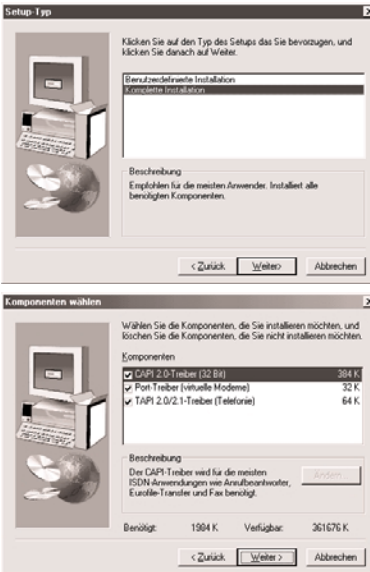 Setup-Typ
Klicken Sie auf den Typ des Setups das Sie bevorzugen, und
klicken Sie danach auf Weiter.
Benutzerdefinierte Installation
Komplette Installation
Beschreibung
Empfohlen für die meisten Anwender. Installiert alle
benötigten Komponenten.
< Zurück Weiter> Abbrechen
Komponenten wählen
Wählen Sie die Komponenten, die Sie installieren möchten, und
löschen Sie die Komponenten, die Sie nicht installieren möchten.
Komponenten
CAPI 2.0-Treiber (32 Bit) 384 K
Port-Treiber (virtuelle Modeme) 32 K
TAPI 2.0/2.1-Treiber (Telefonie) 64 K
Beschreibung
Der CAPI-Treiber wird für die meisten
ISDN-Anwendungen wie Anrufbeantworter,
Eurofile-Transfer und Fax benötigt.
Ändern...
Benötigt: 1984 K Verfügbar: 361676 K
< Zurück Weiter > Abbrechen